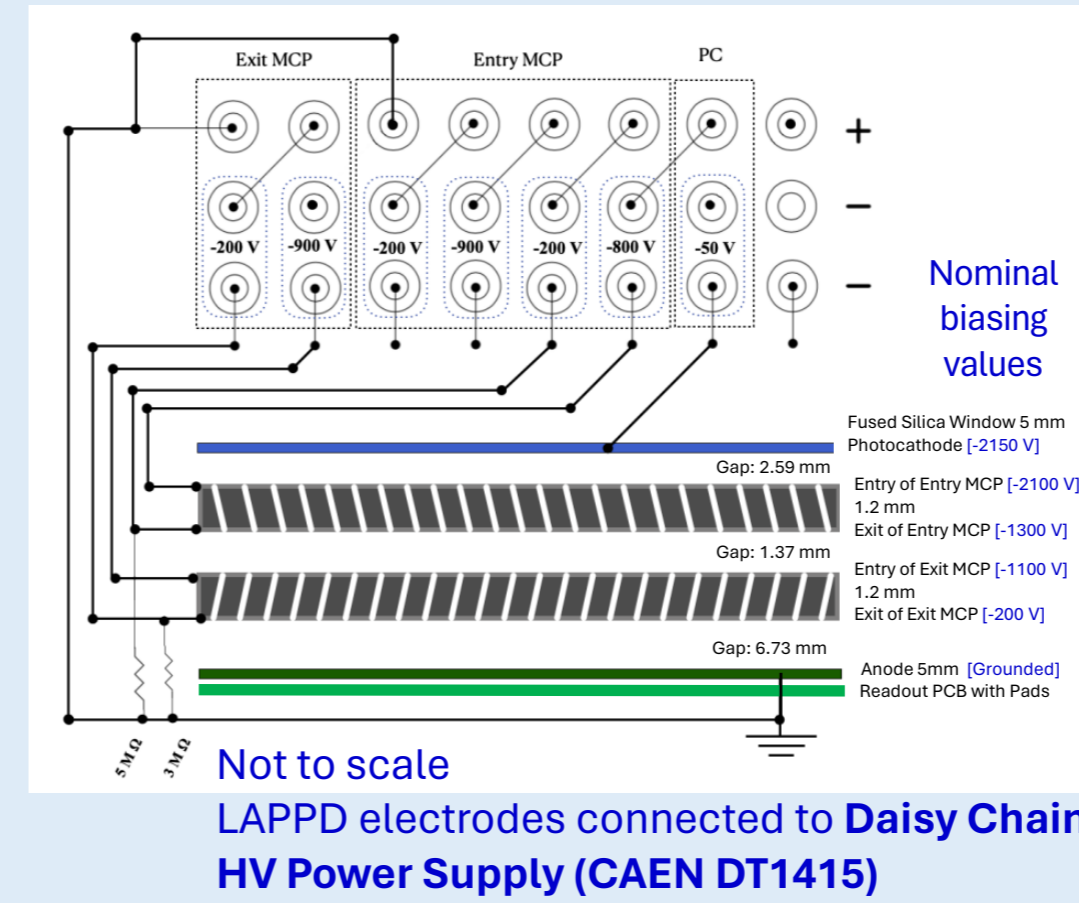 Exit MCP
Entry MCP
PC
+
−
-200 V
-900 V
-200 V
-900 V
-200 V
-800 V
-50 V
−
Nominal
biasing
values
Fused Silica Window 5 mm
Photocathode [-2150 V]
Gap: 2.59 mm
Entry of Entry MCP [-2100 V]
1.2 mm
Exit of Entry MCP [-1300 V]
Gap: 1.37 mm
Entry of Exit MCP [-1100 V]
1.2 mm
Exit of Exit MCP [-200 V]
Gap: 6.73 mm
Anode 5mm [Grounded]
Readout PCB with Pads
5 M Ω
3 M Ω
Not to scale
LAPPD electrodes connected to Daisy Chain
HV Power Supply (CAEN DT1415)